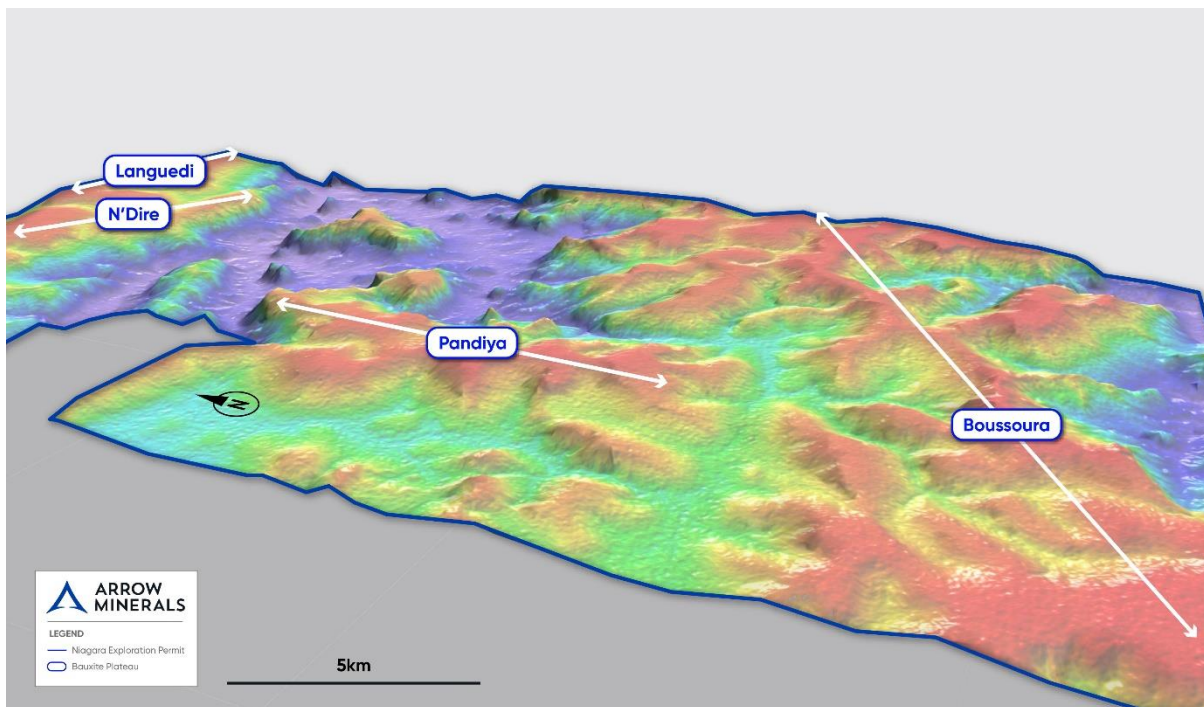 Languedi
N'Dire
Pandiya
Boussoura
N
ARROW
MINERALS
LEGEND
Niagara Exploration Permit
Bauxite Plateau
5km